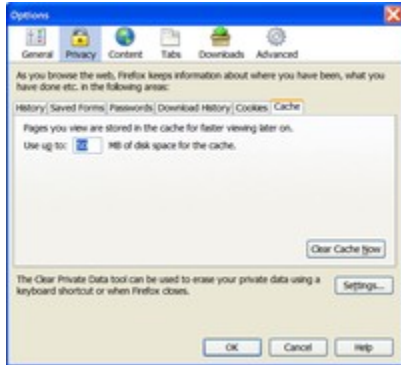 Options
General Privacy Content Tabs Downloads Advanced
As you browse the web, Firefox keeps information about where you have been, what you
have done etc. in the following areas:
History Saved Forms Passwords Download History Cookies Cache
Pages you view are stored in the cache for faster viewing later on.
Use up to: 50 MB of disk space for the cache.
Clear Cache Now
The Clear Private Data tool can be used to erase your private data using a
keyboard shortcut or when Firefox closes.
Settings...
OK Cancel Help